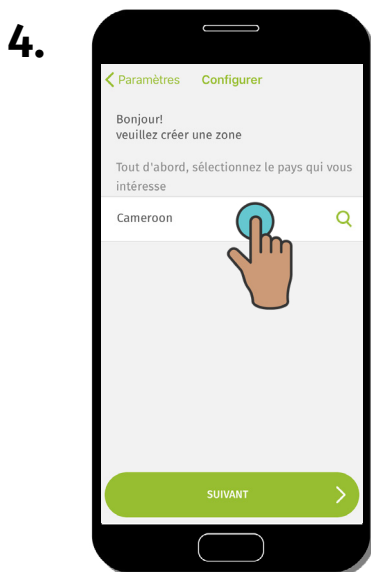 4.
Paramètres Configurer
Bonjour!
veuillez créer une zone
Tout d'abord, sélectionnez le pays qui vous
intéresse
Cameroon
SUIVANT